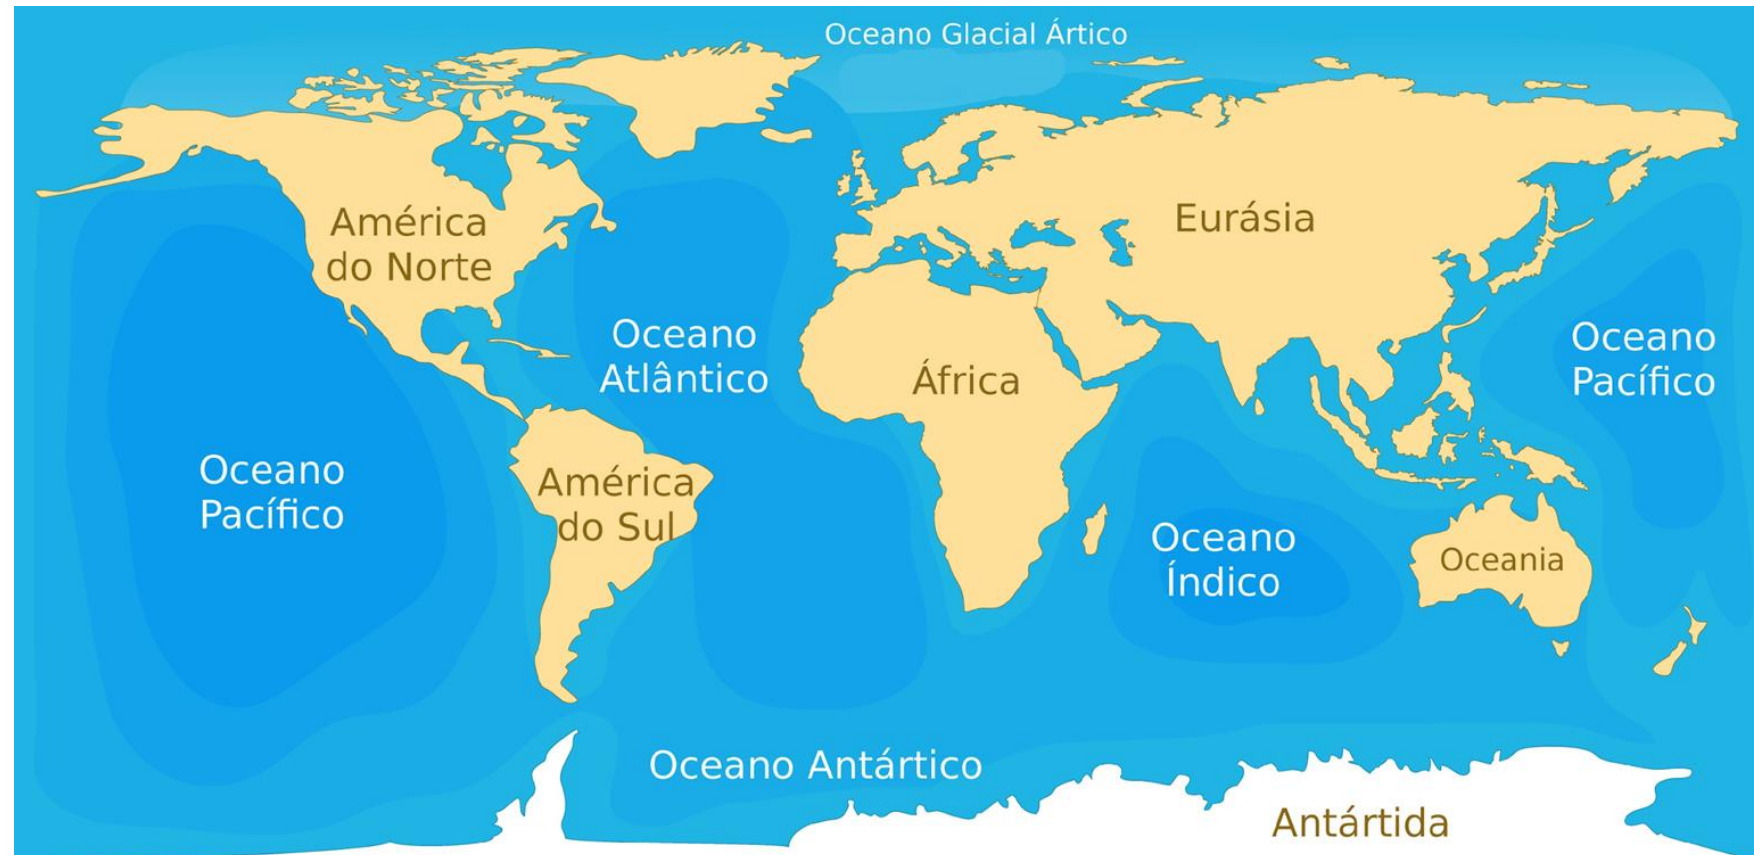 Oceano Glacial Ártico
América
do Norte
Eurásia
Oceano
Atlântico
África
Oceano
Pacífico
Oceano
Pacífico
América
do Sul
Oceano
Índico
Oceania
Oceano Antártico
Antártida